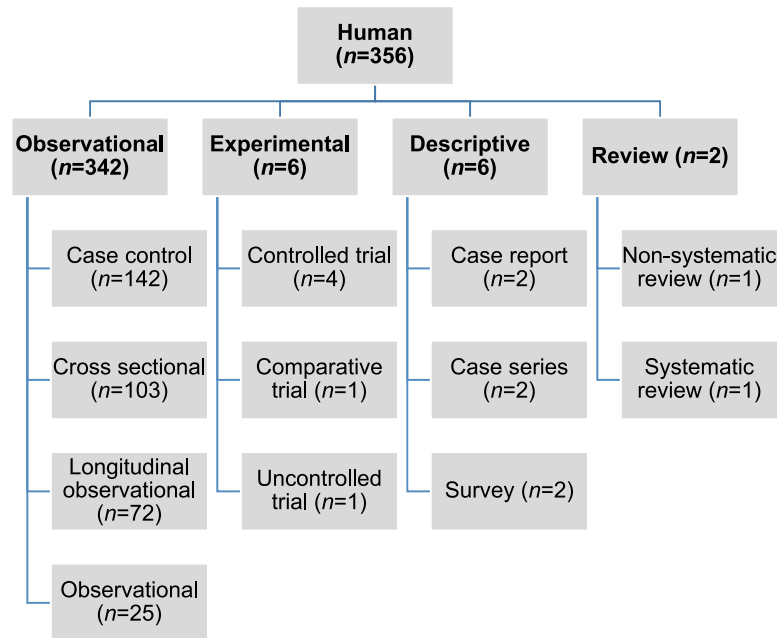 Human
(n=356)
Observational
(n=342)
Experimental
(n=6)
Descriptive
(n=6)
Review (n=2)
Case control
(n=142)
Controlled trial
(n=4)
Case report
(n=2)
Non-systematic
review (n=1)
Cross sectional
(n=103)
Comparative
trial (n=1)
Case series
(n=2)
Systematic
review (n=1)
Longitudinal
observational
(n=72)
Uncontrolled
trial (n=1)
Survey (n=2)
Observational
(n=25)